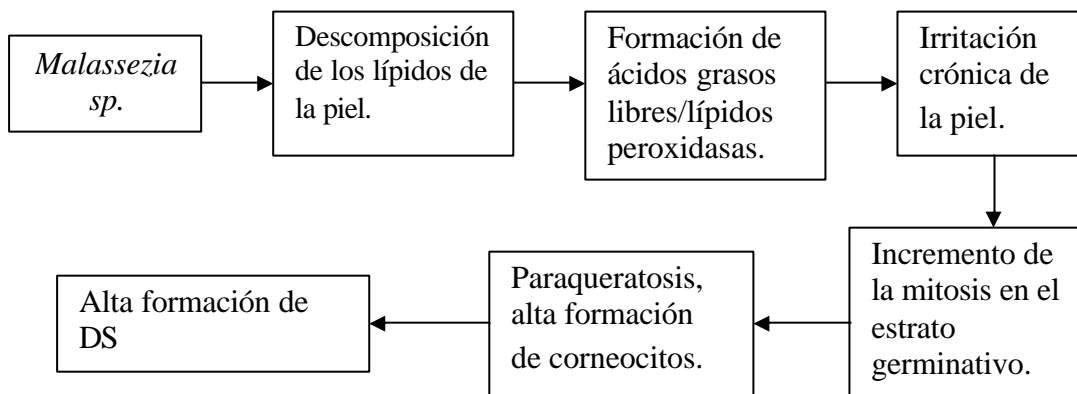 Malassezia
sp.
Descomposición
de los lípidos de
la piel.
Formación de
ácidos grasos
libres/lípidos
peroxidasas.
Irritación
crónica de
la piel.
Incremento de
la mitosis en el
estrato
germinativo.
Paraqueratosis,
alta formación
de corneocitos.
Alta formación de
DS